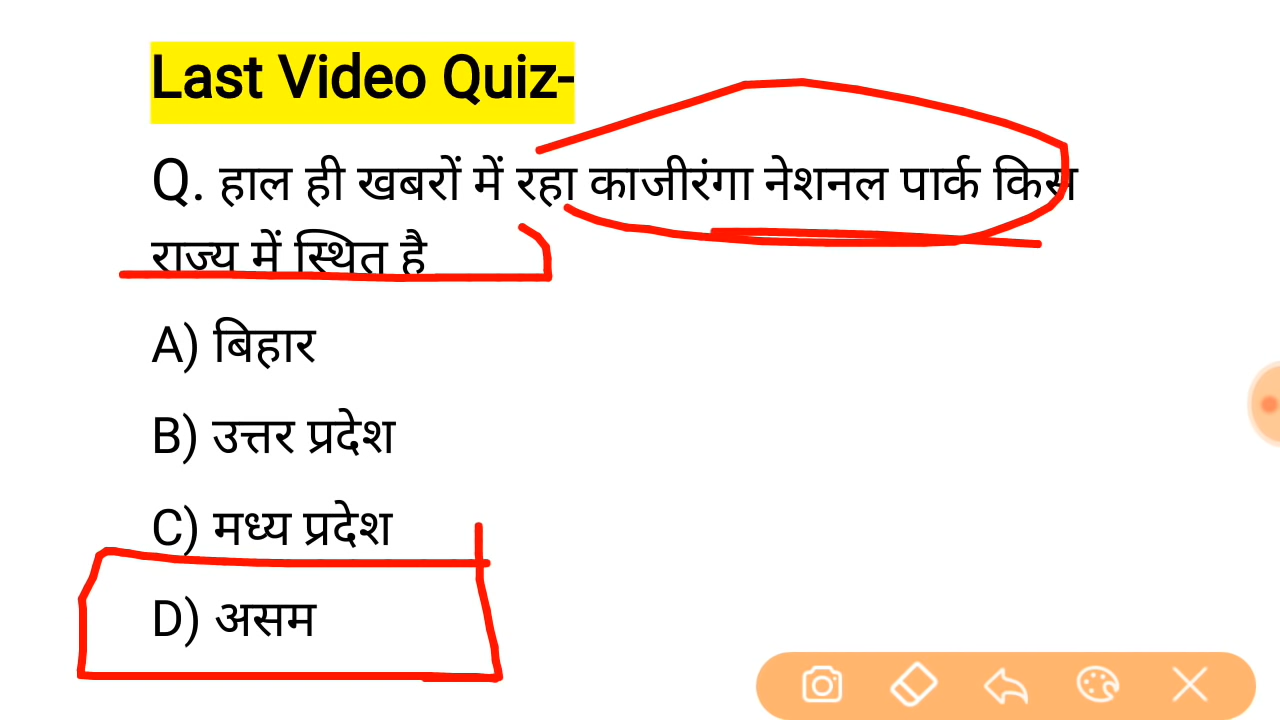 Last Video Quiz-
Q. हाल ही खबरों में रहा काजीरंगा नेशनल पार्क किस
राज्य में स्थित है
A) बिहार
B) उत्तर प्रदेश
C) मध्य प्रदेश
D) असम